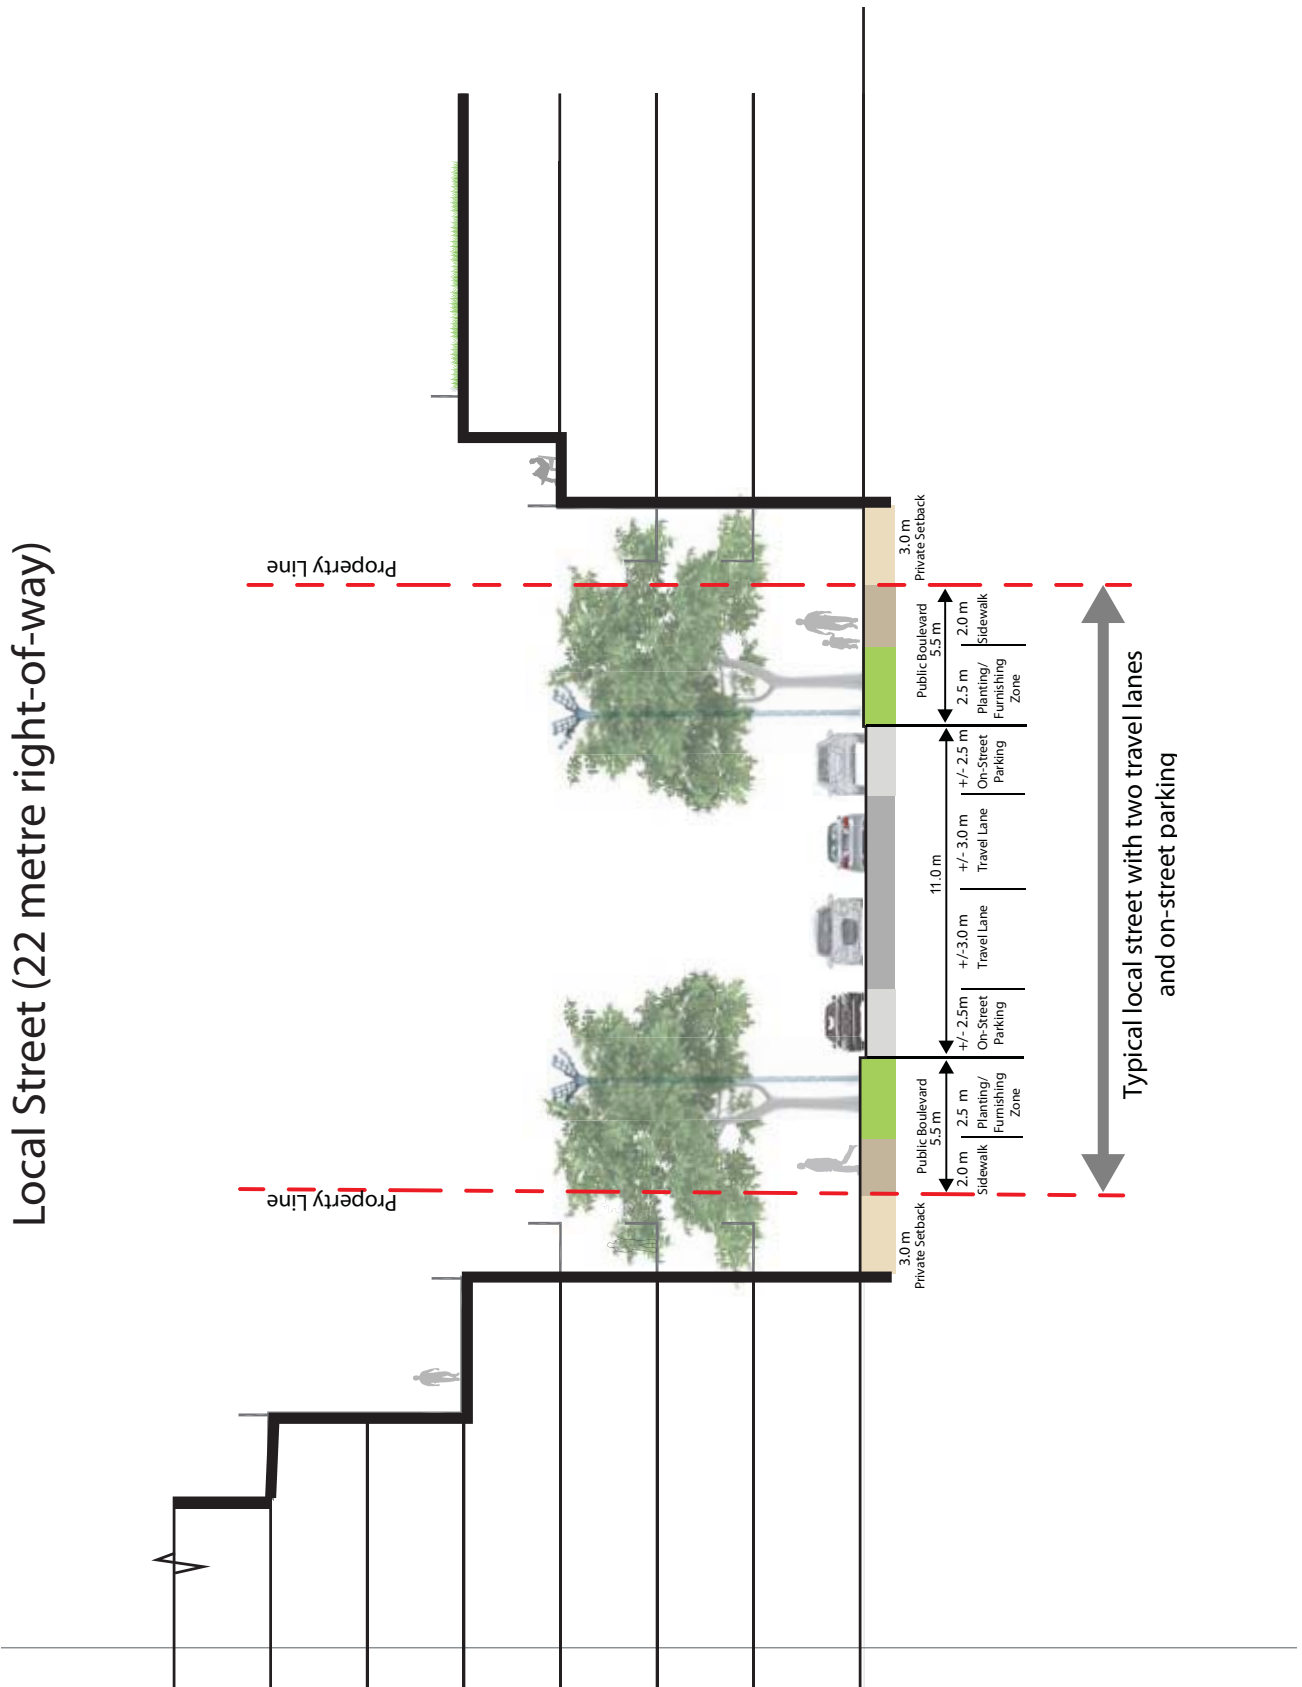 Local Street (22 metre right-of-way)
Property Line
Property Line
3.0 m
Private Setback
Public Boulevard
5.5 m
2.0 m
Sidewalk
2.5 m
Planting/
Furnishing
Zone
11.0 m
+/- 2.5m
On-Street
Parking
+/-3.0 m
Travel Lane
+/- 3.0 m
Travel Lane
+/- 2.5 m
On-Street
Parking
Public Boulevard
5.5 m
2.5 m
Planting/
Furnishing
Zone
2.0 m
Sidewalk
3.0 m
Private Setback
Typical local street with two travel lanes
and on-street parking